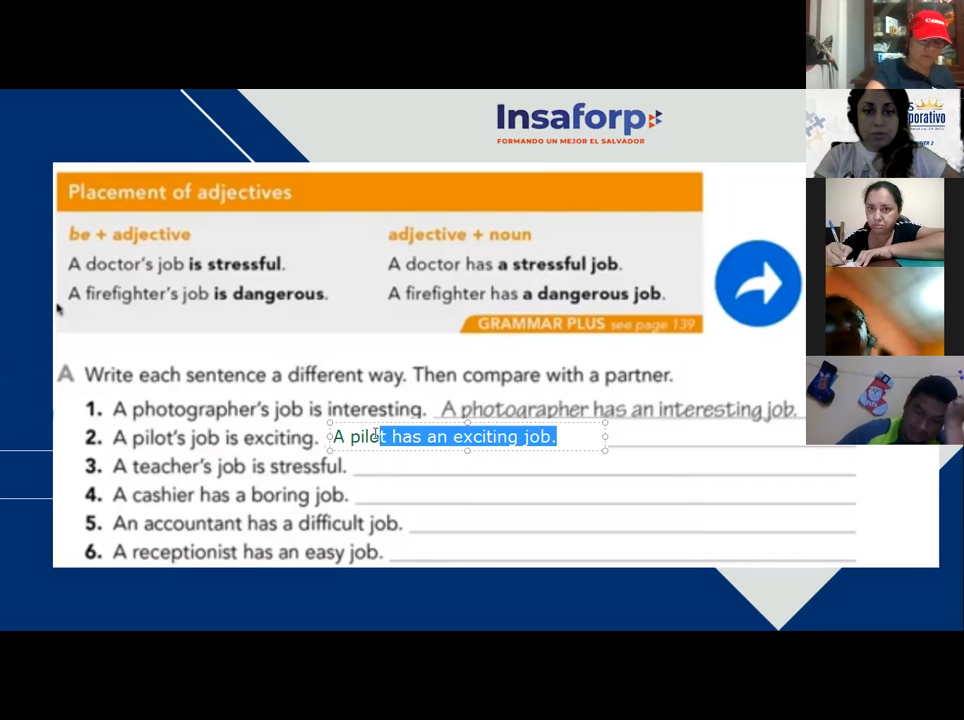 Insaforp
FORMANDO UN MEJOR EL SALVADOR
Placement of adjectives
be + adjective
adjective + noun
A doctor's job is stressful.
A doctor has a stressful job.
A firefighter's job is dangerous.
A firefighter has a dangerous job.
GRAMMAR PLUS see page 139
A Write each sentence a different way. Then compare with a partner.
1. A photographer's job is interesting. A photographer has an interesting job.
2. A pilot's job is exciting. A pilot has an exciting job.
3. A teacher's job is stressful.
4. A cashier has a boring job.
5. An accountant has a difficult job.
6. A receptionist has an easy job.
Canon